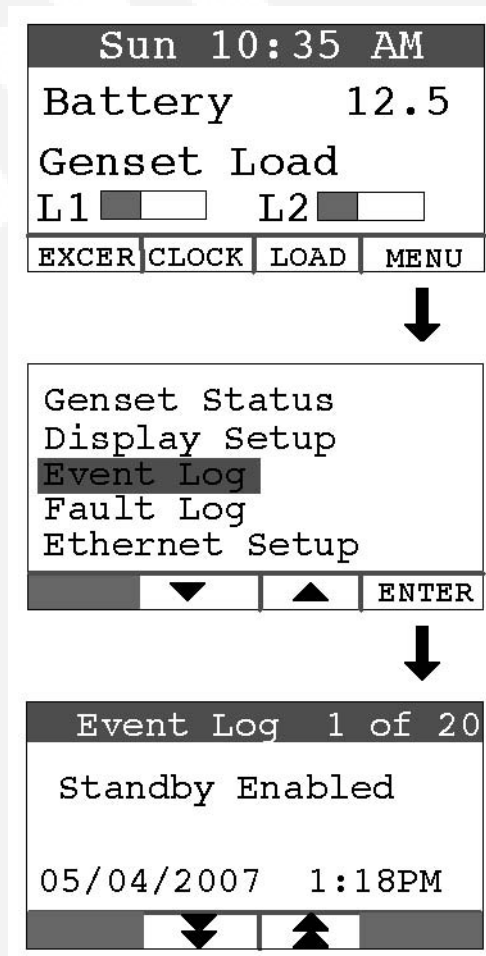 Sun 10:35 AM
Battery 12.5
Genset Load
L1 L2
EXCER CLOCK LOAD MENU
Genset Status
Display Setup
Event Log
Fault Log
Ethernet Setup
ENTER
Event Log 1 of 20
Standby Enabled
05/04/2007 1:18PM